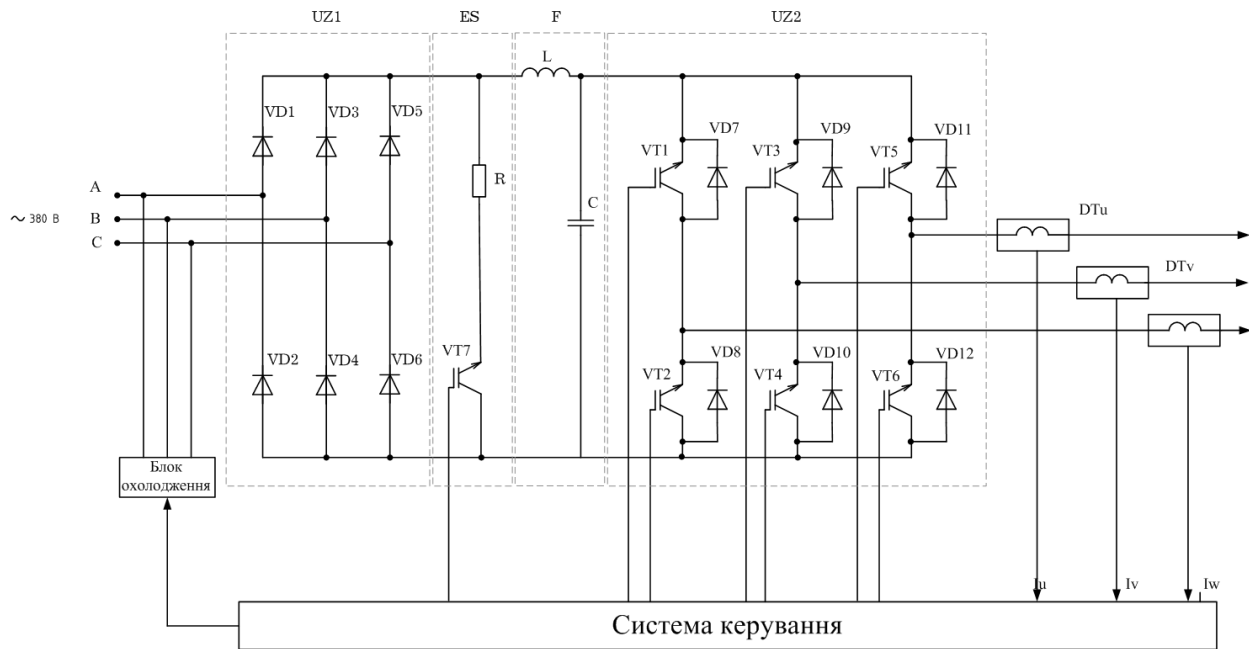 UZ1 ES F UZ2
L
VD1 VD3 VD5
VD7 VD9 VD11
VT1 VT3 VT5
A
R
C
DTu
~ 380 В B
C
DTv
VT7
VD2 VD4 VD6
VD8 VD10 VD12
VT2 VT4 VT6
Блок
охолодження
Iu Iv Iw
Система керування